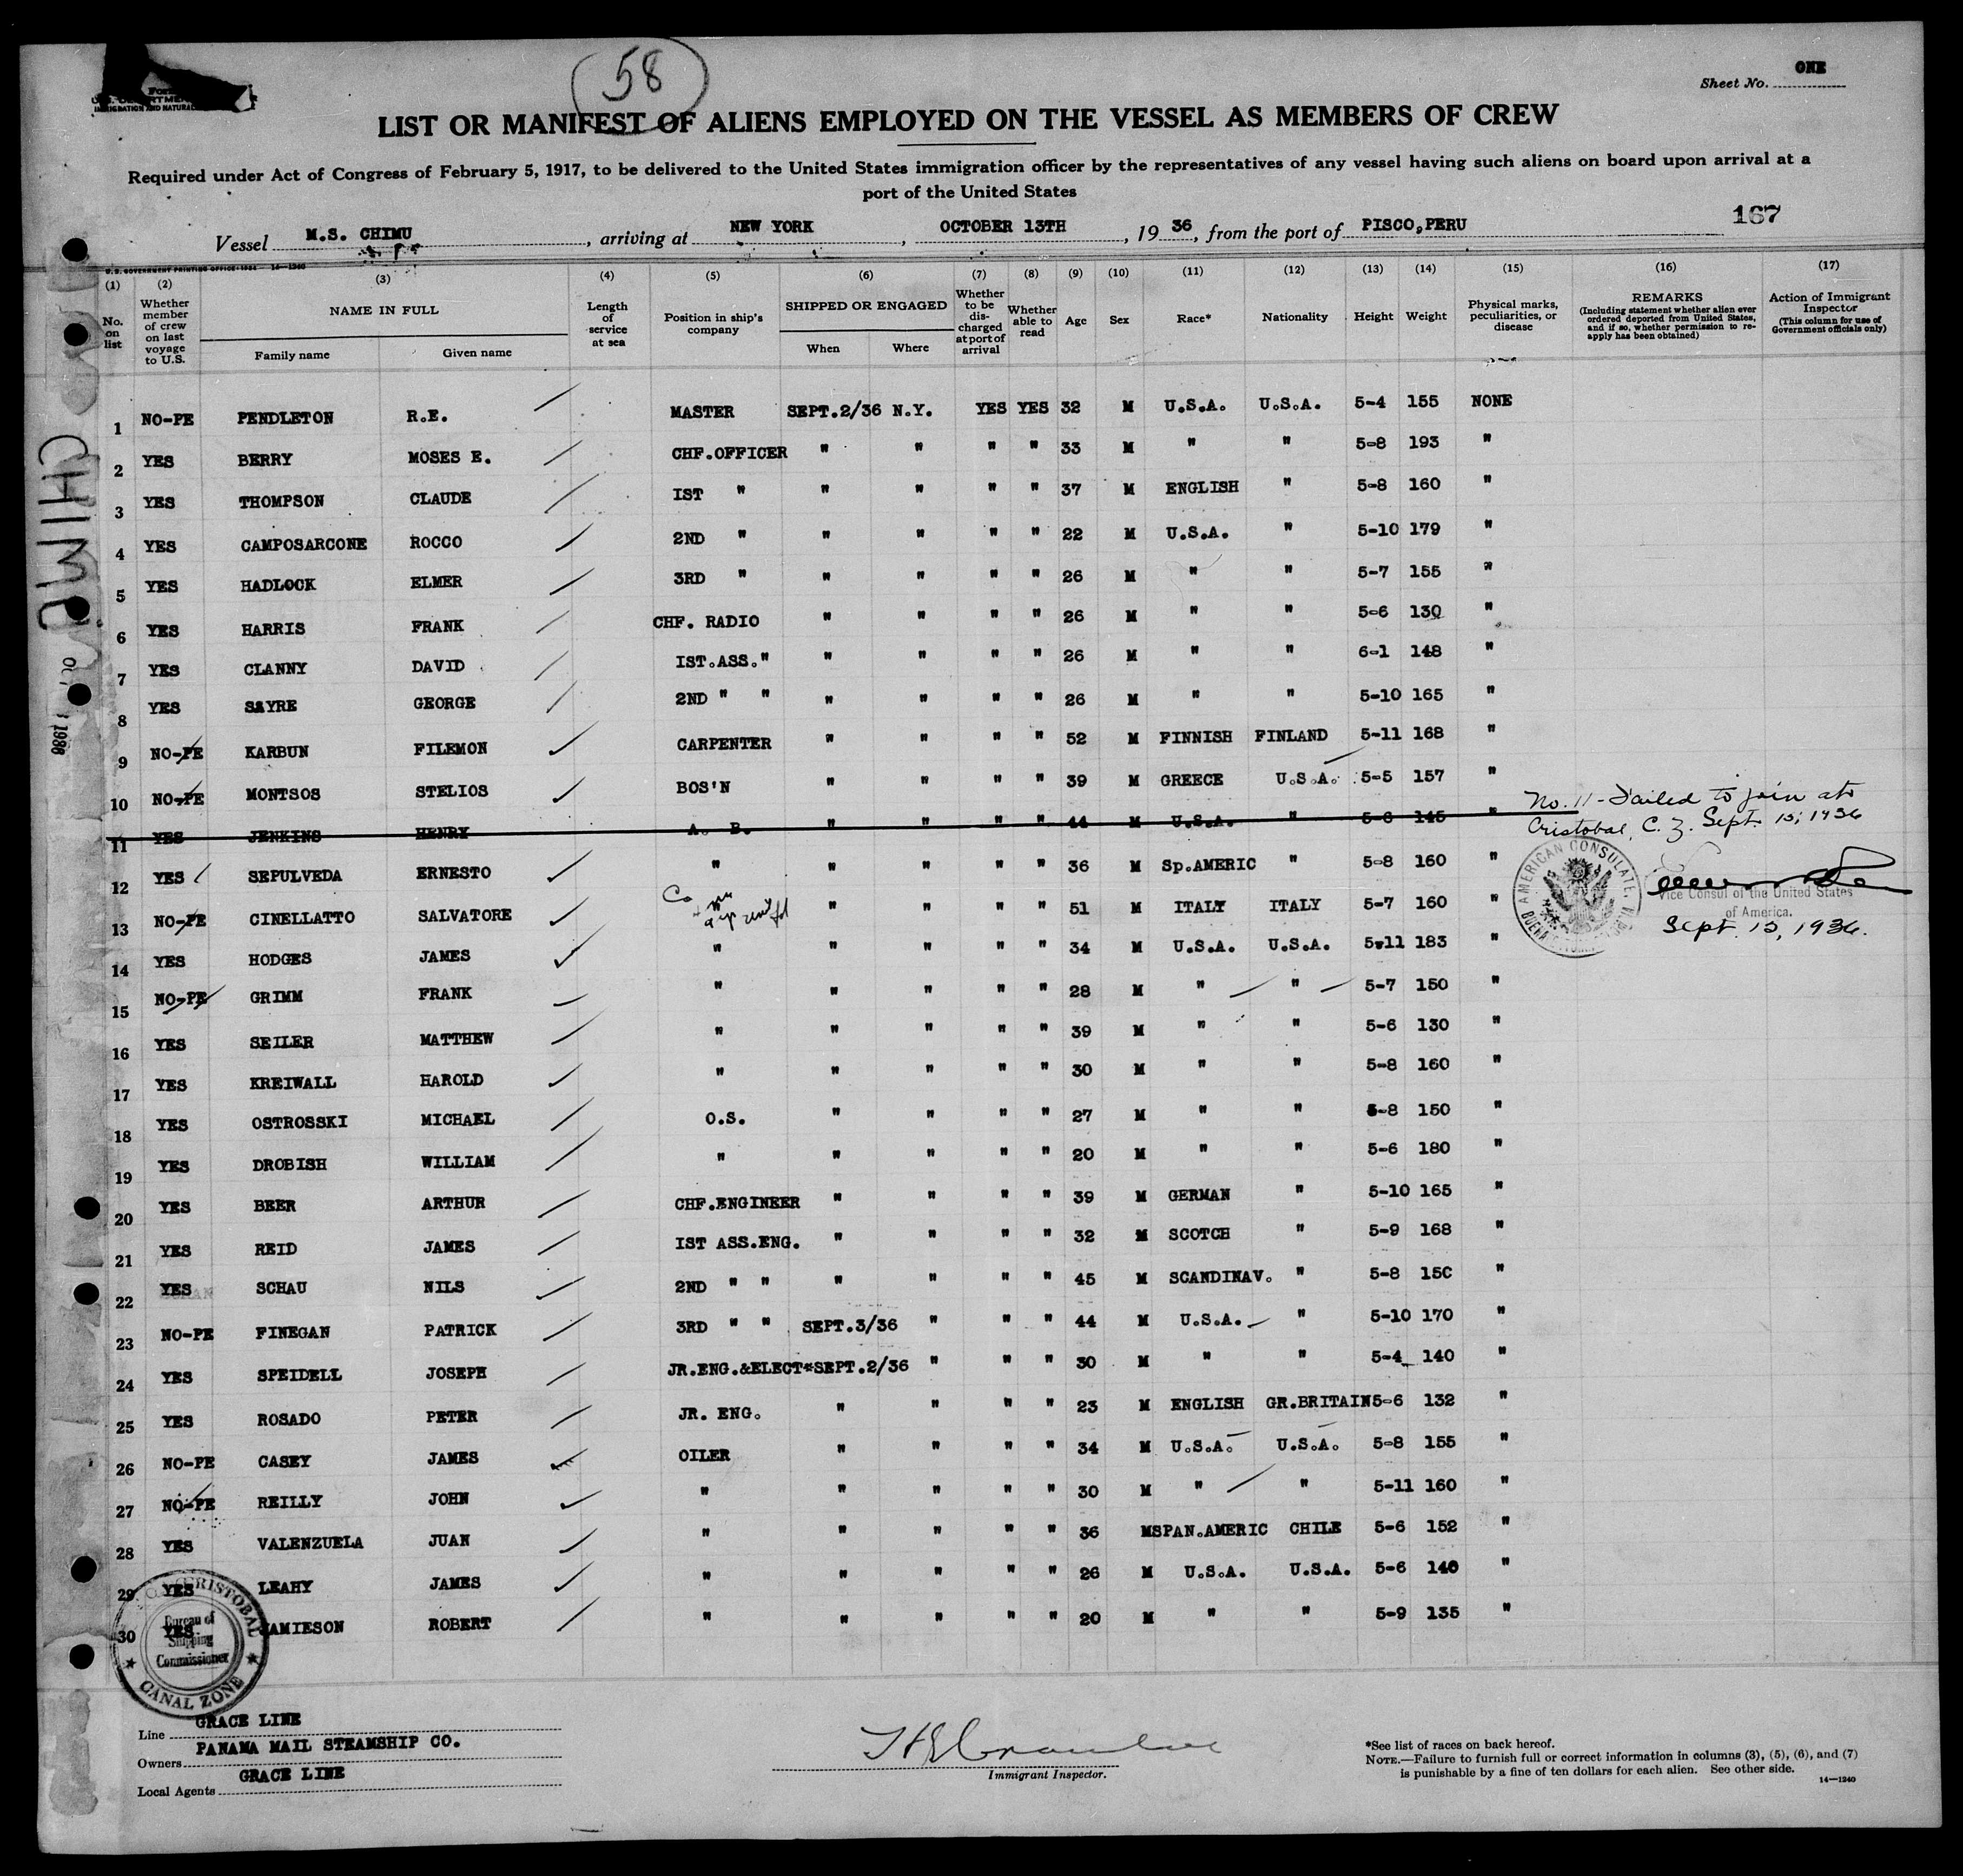 58
Sheet No. ONE
LIST OR MANIFEST OF ALIENS EMPLOYED ON THE VESSEL AS MEMBERS OF CREW
Required under Act of Congress of February 5, 1917, to be delivered to the United States immigration officer by the representatives of any vessel having such aliens on board upon arrival at a
port of the United States
167
Vessel M.S. CHIMU, arriving at NEW YORK, OCTOBER 13TH, 1936, from the port of PISCO, PERU
(1) (2) (3) (4) (5) (6) (7) (8) (9) (10) (11) (12) (13) (14) (15) (16) (17)
No. on list
Whether member of crew on last voyage to U.S.
NAME IN FULL
Family name Given name
Length of service at sea
Position in ship's company
SHIPPED OR ENGAGED
When Where
Whether to be discharged at port of arrival
Whether able to read
Age Sex Race* Nationality Height Weight
Physical marks, peculiarities, or disease
REMARKS
(Including statement whether alien ever ordered deported from United States, and if so, whether permission to reapply has been obtained)
Action of Immigrant Inspector
(This column for use of Government officials only)
1 NO-PE PENDLETON R.E. MASTER SEPT.2/36 N.Y. YES YES 32 M U.S.A. U.S.A. 5-4 155 NONE
2 YES BERRY MOSES E. CHF.OFFICER " " " " 33 M " " 5-8 193 "
3 YES THOMPSON CLAUDE IST " " " " " 37 M ENGLISH " 5-8 160 "
4 YES CAMPOSARCONE ROCCO 2ND " " " " " 22 M U.S.A. " 5-10 179 "
5 YES HADLOCK ELMER 3RD " " " " " 26 M " " 5-7 155 "
6 YES HARRIS FRANK CHF. RADIO " " " " 26 M " " 5-6 130 "
7 YES CLANNY DAVID IST.ASS." " " " " 26 M " " 6-1 148 "
8 YES SAYRE GEORGE 2ND " " " " " " 26 M " " 5-10 165 "
9 NO-PE KARBUN FILEMON CARPENTER " " " " 52 M FINNISH FINLAND 5-11 168 "
10 NO-PE MONTSOS STELIOS BOS'N " " " " 39 M GREECE U.S.A. 5-5 157 "
11 YES JENKINS HENRY A. B. " " " " 44 M U.S.A. " 5-8 145 "
No. 11 - Failed to join at
Cristobal, C. Z. Sept. 15, 1936
12 YES SEPULVEDA ERNESTO " " " " " 36 M Sp.AMERIC " 5-8 160 "
13 NO-PE CINELLATTO SALVATORE " " " " 51 M ITALY ITALY 5-7 160 "
AMERICAN CONSULATE
Vice Consul of the United States
of America.
Sept. 15, 1936.
14 YES HODGES JAMES " " " " " 34 M U.S.A. U.S.A. 5-11 183 "
15 NO-PE GRIMM FRANK " " " " " 28 M " " 5-7 150 "
16 YES SEILER MATTHEW " " " " " 39 M " " 5-6 130 "
17 YES KREIWALL HAROLD " " " " " 30 M " " 5-8 160 "
18 YES OSTROSSKI MICHAEL O.S. " " " " 27 M " " 5-8 150 "
19 YES DROBISH WILLIAM " " " " " 20 M " " 5-6 180 "
20 YES BEER ARTHUR CHF.ENGINEER " " " " 39 M GERMAN " 5-10 165 "
21 YES REID JAMES IST ASS.ENG. " " " " 32 M SCOTCH " 5-9 168 "
22 YES SCHAU NILS 2ND " " " " " " 45 M SCANDINAV. " 5-8 150 "
23 NO-PE FINEGAN PATRICK 3RD " " SEPT.3/36 " " " 44 M U.S.A. " 5-10 170 "
24 YES SPEIDELL JOSEPH JR.ENG.&ELECT*SEPT.2/36 " " " 30 M " " 5-4 140 "
25 YES ROSADO PETER JR. ENG. " " " " 23 M ENGLISH GR.BRITAIN 5-6 132 "
26 NO-PE CASEY JAMES OILER " " " " 34 M U.S.A. U.S.A. 5-8 155 "
27 NO-PE REILLY JOHN " " " " " 30 M " " 5-11 160 "
28 YES VALENZUELA JUAN " " " " " 36 M SPAN.AMERIC CHILE 5-6 152 "
29 YES LEAHY JAMES " " " " " 26 M U.S.A. U.S.A. 5-6 140 "
30 YES JAMIESON ROBERT " " " " " 20 M " " 5-9 135 "
CRISTOBAL
Bureau of
Shipping
Commissioner
CANAL ZONE
CHIMU
Line GRACE LINE
Owners PANAMA MAIL STEAMSHIP CO.
Local Agents GRACE LINE
Immigrant Inspector.
*See list of races on back hereof.
NOTE.—Failure to furnish full or correct information in columns (3), (5), (6), and (7)
is punishable by a fine of ten dollars for each alien. See other side.
14—1240